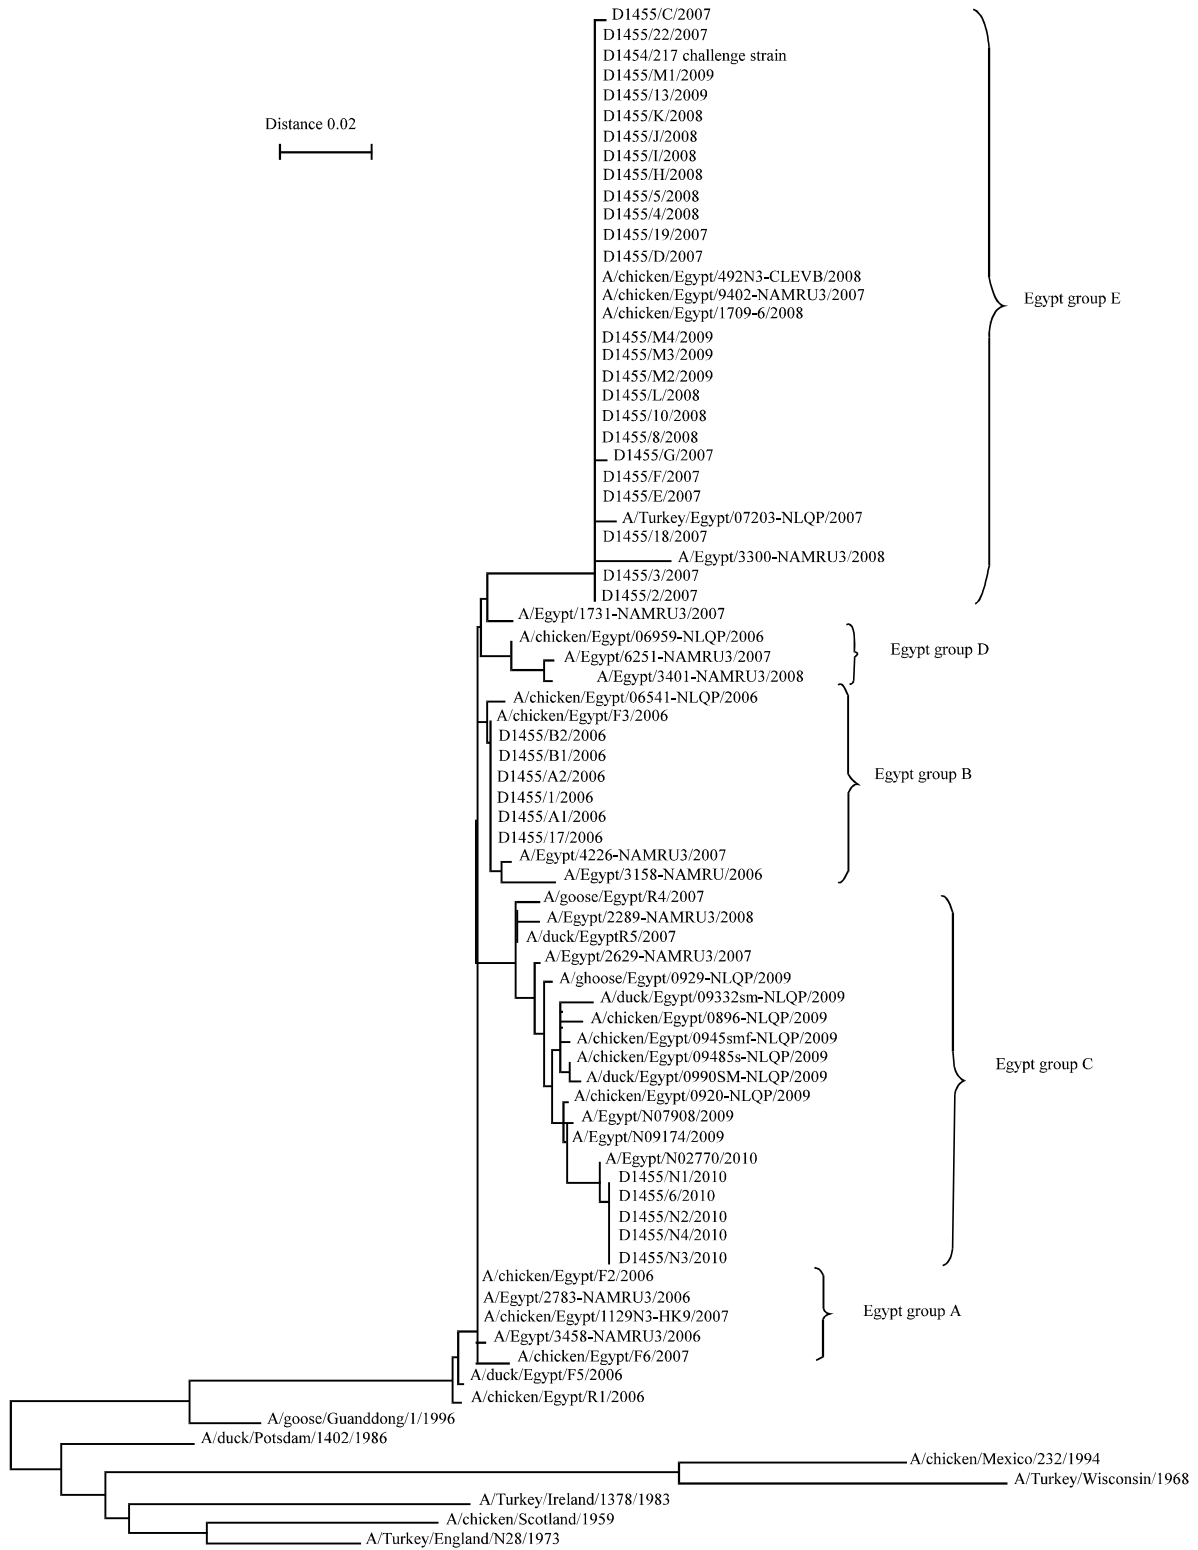 D1455/C/2007
D1455/22/2007
D1454/217 challenge strain
D1455/M1/2009
D1455/13/2009
D1455/K/2008
Distance 0.02
D1455/J/2008
D1455/I/2008
D1455/H/2008
D1455/5/2008
D1455/4/2008
D1455/19/2007
D1455/D/2007
A/chicken/Egypt/492N3-CLEVB/2008
A/chicken/Egypt/9402-NAMRU3/2007
Egypt group E
A/chicken/Egypt/1709-6/2008
D1455/M4/2009
D1455/M3/2009
D1455/M2/2009
D1455/L/2008
D1455/10/2008
D1455/8/2008
D1455/G/2007
D1455/F/2007
D1455/E/2007
A/Turkey/Egypt/07203-NLQP/2007
D1455/18/2007
A/Egypt/3300-NAMRU3/2008
D1455/3/2007
D1455/2/2007
A/Egypt/1731-NAMRU3/2007
A/chicken/Egypt/06959-NLQP/2006
Egypt group D
A/Egypt/6251-NAMRU3/2007
A/Egypt/3401-NAMRU3/2008
A/chicken/Egypt/06541-NLQP/2006
A/chicken/Egypt/F3/2006
D1455/B2/2006
D1455/B1/2006
Egypt group B
D1455/A2/2006
D1455/1/2006
D1455/A1/2006
D1455/17/2006
A/Egypt/4226-NAMRU3/2007
A/Egypt/3158-NAMRU/2006
A/goose/Egypt/R4/2007
A/Egypt/2289-NAMRU3/2008
A/duck/EgyptR5/2007
A/Egypt/2629-NAMRU3/2007
A/ghoose/Egypt/0929-NLQP/2009
A/duck/Egypt/09332sm-NLQP/2009
A/chicken/Egypt/0896-NLQP/2009
A/chicken/Egypt/0945smf-NLQP/2009
A/chicken/Egypt/09485s-NLQP/2009
Egypt group C
A/duck/Egypt/0990SM-NLQP/2009
A/chicken/Egypt/0920-NLQP/2009
A/Egypt/N07908/2009
A/Egypt/N09174/2009
A/Egypt/N02770/2010
D1455/N1/2010
D1455/6/2010
D1455/N2/2010
D1455/N4/2010
D1455/N3/2010
A/chicken/Egypt/F2/2006
A/Egypt/2783-NAMRU3/2006
Egypt group A
A/chicken/Egypt/1129N3-HK9/2007
A/Egypt/3458-NAMRU3/2006
A/chicken/Egypt/F6/2007
A/duck/Egypt/F5/2006
A/chicken/Egypt/R1/2006
A/goose/Guanddong/1/1996
A/duck/Potsdam/1402/1986
A/chicken/Mexico/232/1994
A/Turkey/Wisconsin/1968
A/Turkey/Ireland/1378/1983
A/chicken/Scotland/1959
A/Turkey/England/N28/1973